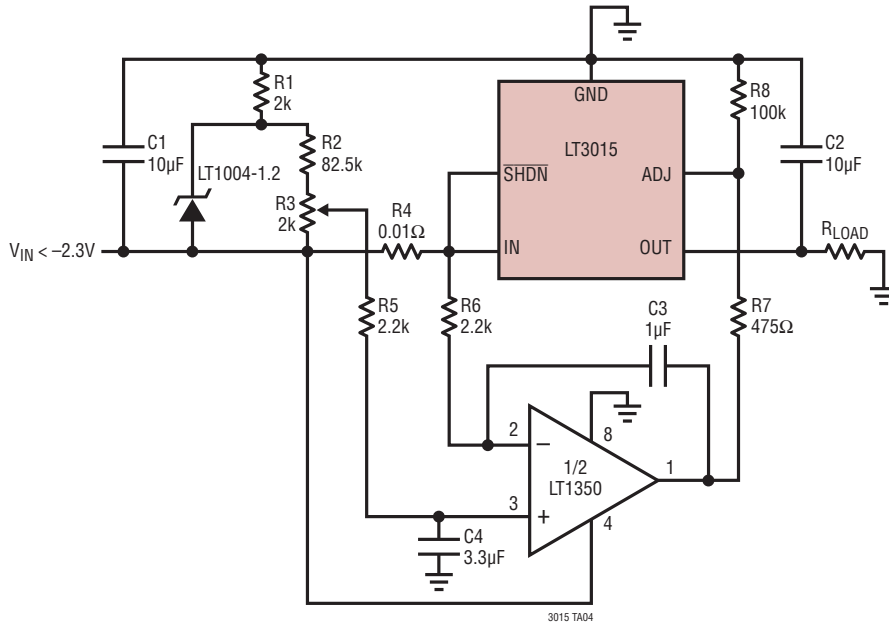 R1
2k
GND
R8
100k
C1
10µF
LT1004-1.2
R2
82.5k
LT3015
SHDN
ADJ
C2
10µF
R3
2k
R4
0.01Ω
VIN < –2.3V
IN
OUT
RLOAD
R5
2.2k
R6
2.2k
C3
1µF
R7
475Ω
2
–
8
1/2
LT1350
1
3
+
4
C4
3.3µF
3015 TA04